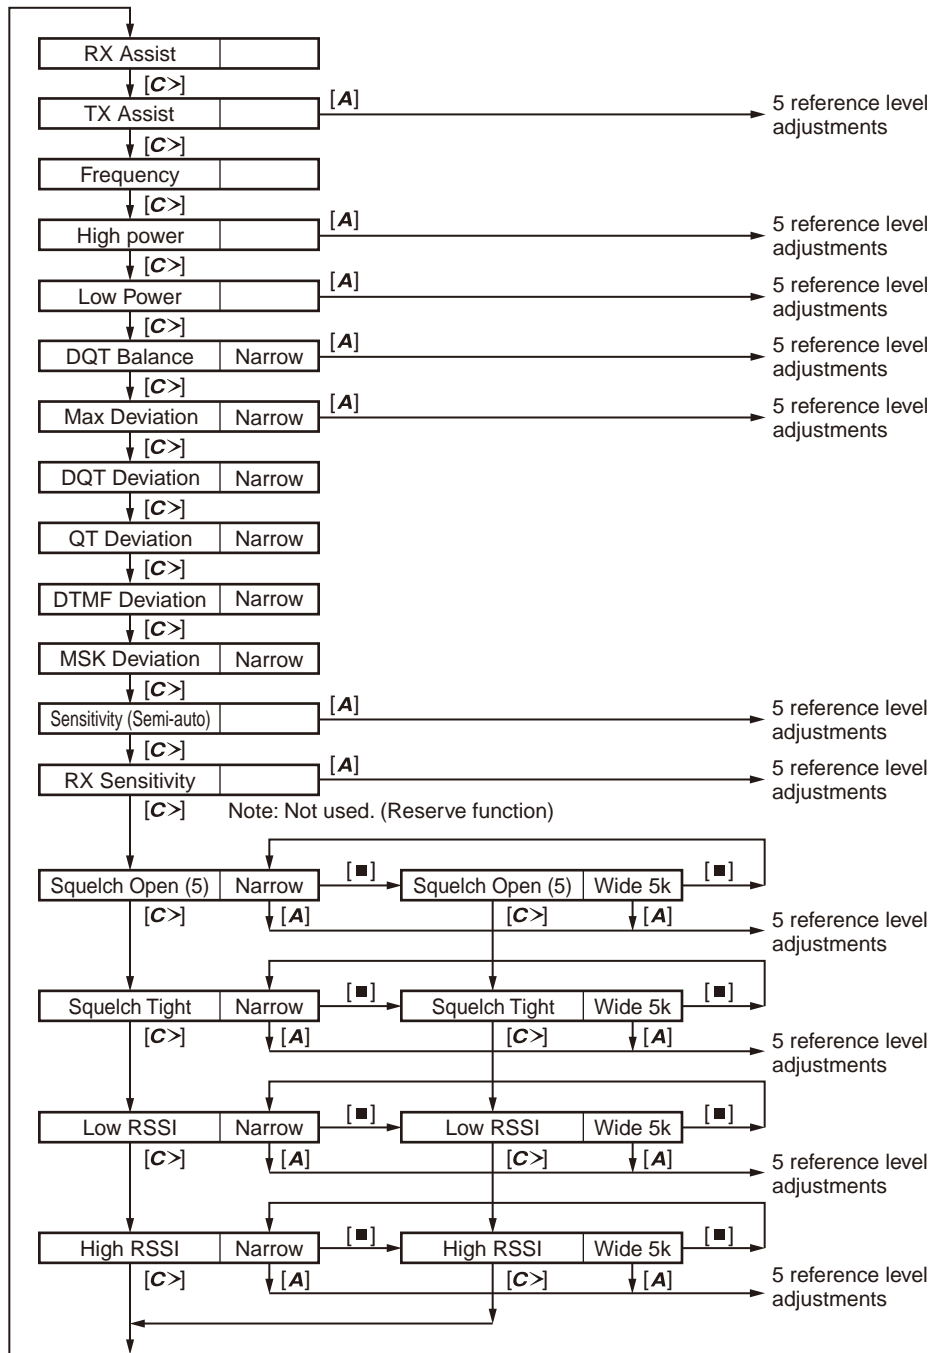 RX Assist
[C>]
TX Assist
[A]
5 reference level
adjustments
[C>]
Frequency
[C>]
High power
[A]
5 reference level
adjustments
[C>]
Low Power
[A]
5 reference level
adjustments
[C>]
DQT Balance Narrow
[A]
5 reference level
adjustments
[C>]
Max Deviation Narrow
[A]
5 reference level
adjustments
[C>]
DQT Deviation Narrow
[C>]
QT Deviation Narrow
[C>]
DTMF Deviation Narrow
[C>]
MSK Deviation Narrow
[C>]
Sensitivity (Semi-auto)
[A]
5 reference level
adjustments
[C>]
RX Sensitivity
[A]
5 reference level
adjustments
[C>]
Note: Not used. (Reserve function)
Squelch Open (5) Narrow [■] Squelch Open (5) Wide 5k [■]
[C>] [A] [C>] [A]
5 reference level
adjustments
Squelch Tight Narrow [■] Squelch Tight Wide 5k [■]
[C>] [A] [C>] [A]
5 reference level
adjustments
Low RSSI Narrow [■] Low RSSI Wide 5k [■]
[C>] [A] [C>] [A]
5 reference level
adjustments
High RSSI Narrow [■] High RSSI Wide 5k [■]
[C>] [A] [C>] [A]
5 reference level
adjustments